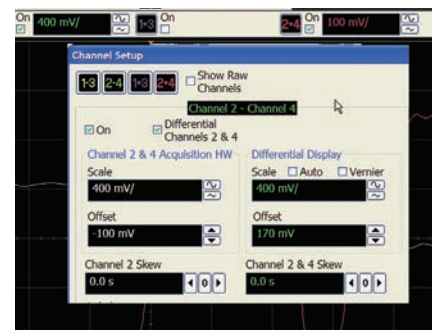 On 400 mV/ 1+3 On 2+4 On 100 mV/
Channel Setup
1-3 2-4 1+3 2+4 Show Raw Channels
Channel 2 - Channel 4
On Differential Channels 2 & 4
Channel 2 & 4 Acquisition HW Differential Display
Scale Scale Auto Vernier
400 mV/ 400 mV/
Offset Offset
-100 mV 170 mV
Channel 2 Skew Channel 2 & 4 Skew
0.0 s 0 0.0 s 0